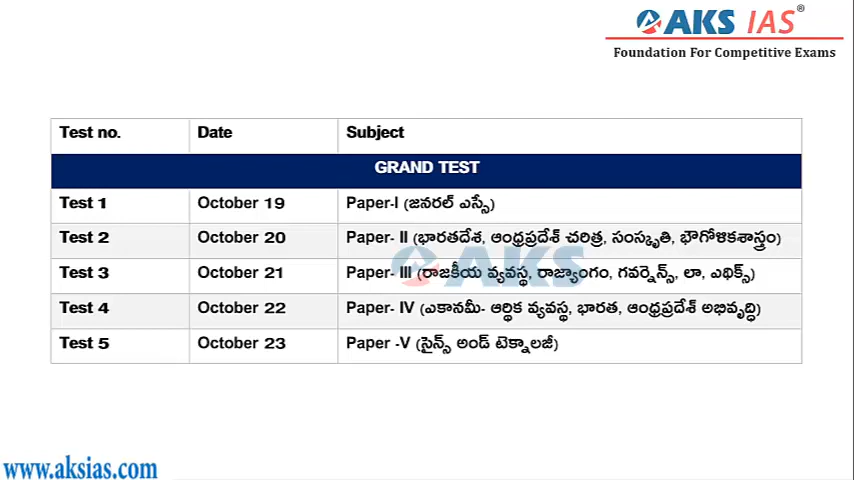 AKS IAS®
Foundation For Competitive Exams
Test no. Date Subject
GRAND TEST
Test 1 October 19 Paper-I (జనరల్ ఎస్సే)
Test 2 October 20 Paper- II (భారతదేశ, ఆంధ్రప్రదేశ్ చరిత్ర, సంస్కృతి, భౌగోళికశాస్త్రం)
Test 3 October 21 Paper- III (రాజకీయ వ్యవస్థ, రాజ్యాంగం, గవర్నెన్స్, లా, ఎథిక్స్)
Test 4 October 22 Paper- IV (ఎకానమీ- ఆర్థిక వ్యవస్థ, భారత, ఆంధ్రప్రదేశ్ అభివృద్ధి)
Test 5 October 23 Paper -V (సైన్స్ అండ్ టెక్నాలజీ)
AKS
www.aksias.com